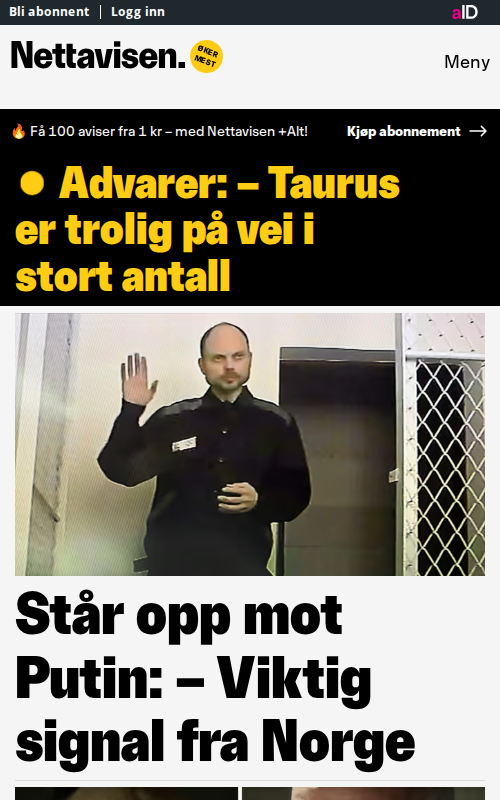 Bli abonnent | Logg inn
aID
Nettavisen.
ØKER
MEST
Meny
🔥 Få 100 aviser fra 1 kr – med Nettavisen +Alt!
Kjøp abonnement →
● Advarer: – Taurus
er trolig på vei i
stort antall
Står opp mot
Putin: – Viktig
signal fra Norge